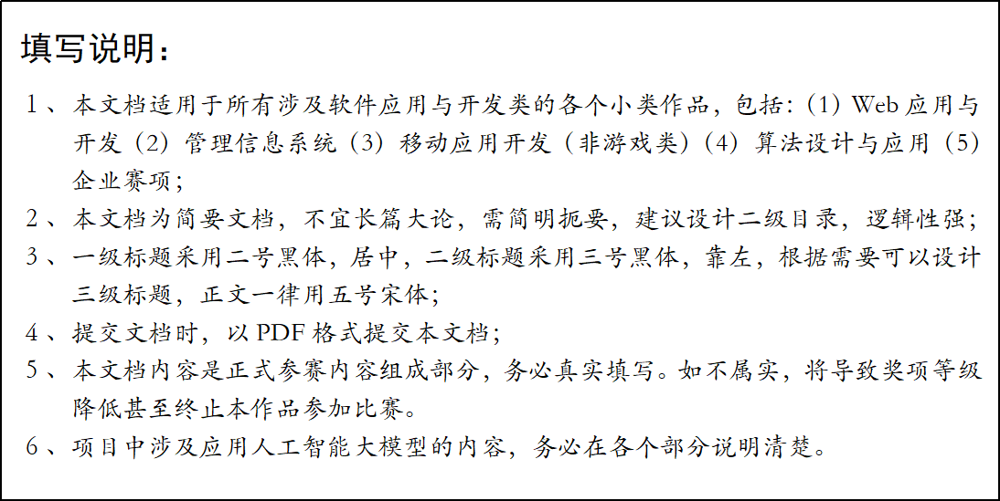 填写说明：
1、本文档适用于所有涉及软件应用与开发类的各个小类作品，包括：（1）Web 应用与
开发（2）管理信息系统（3）移动应用开发（非游戏类）（4）算法设计与应用（5）
企业赛项；
2、本文档为简要文档，不宜长篇大论，需简明扼要，建议设计二级目录，逻辑性强；
3、一级标题采用二号黑体，居中，二级标题采用三号黑体，靠左，根据需要可以设计
三级标题，正文一律用五号宋体；
4、提交文档时，以 PDF 格式提交本文档；
5、本文档内容是正式参赛内容组成部分，务必真实填写。如不属实，将导致奖项等级
降低甚至终止本作品参加比赛。
6、项目中涉及应用人工智能大模型的内容，务必在各个部分说明清楚。